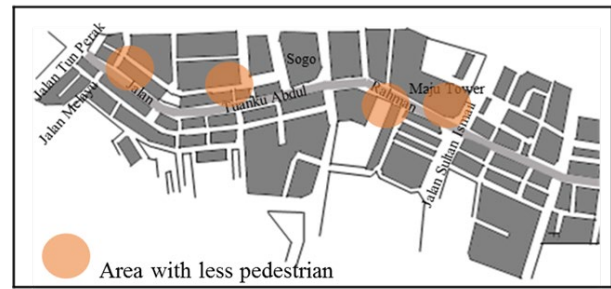 Jalan Tun Perak
Jalan Melayu
Jalan
Tuanku Abdul
Rahman
Sogo
Maju Tower
Jalan Sultan Ismail
Area with less pedestrian